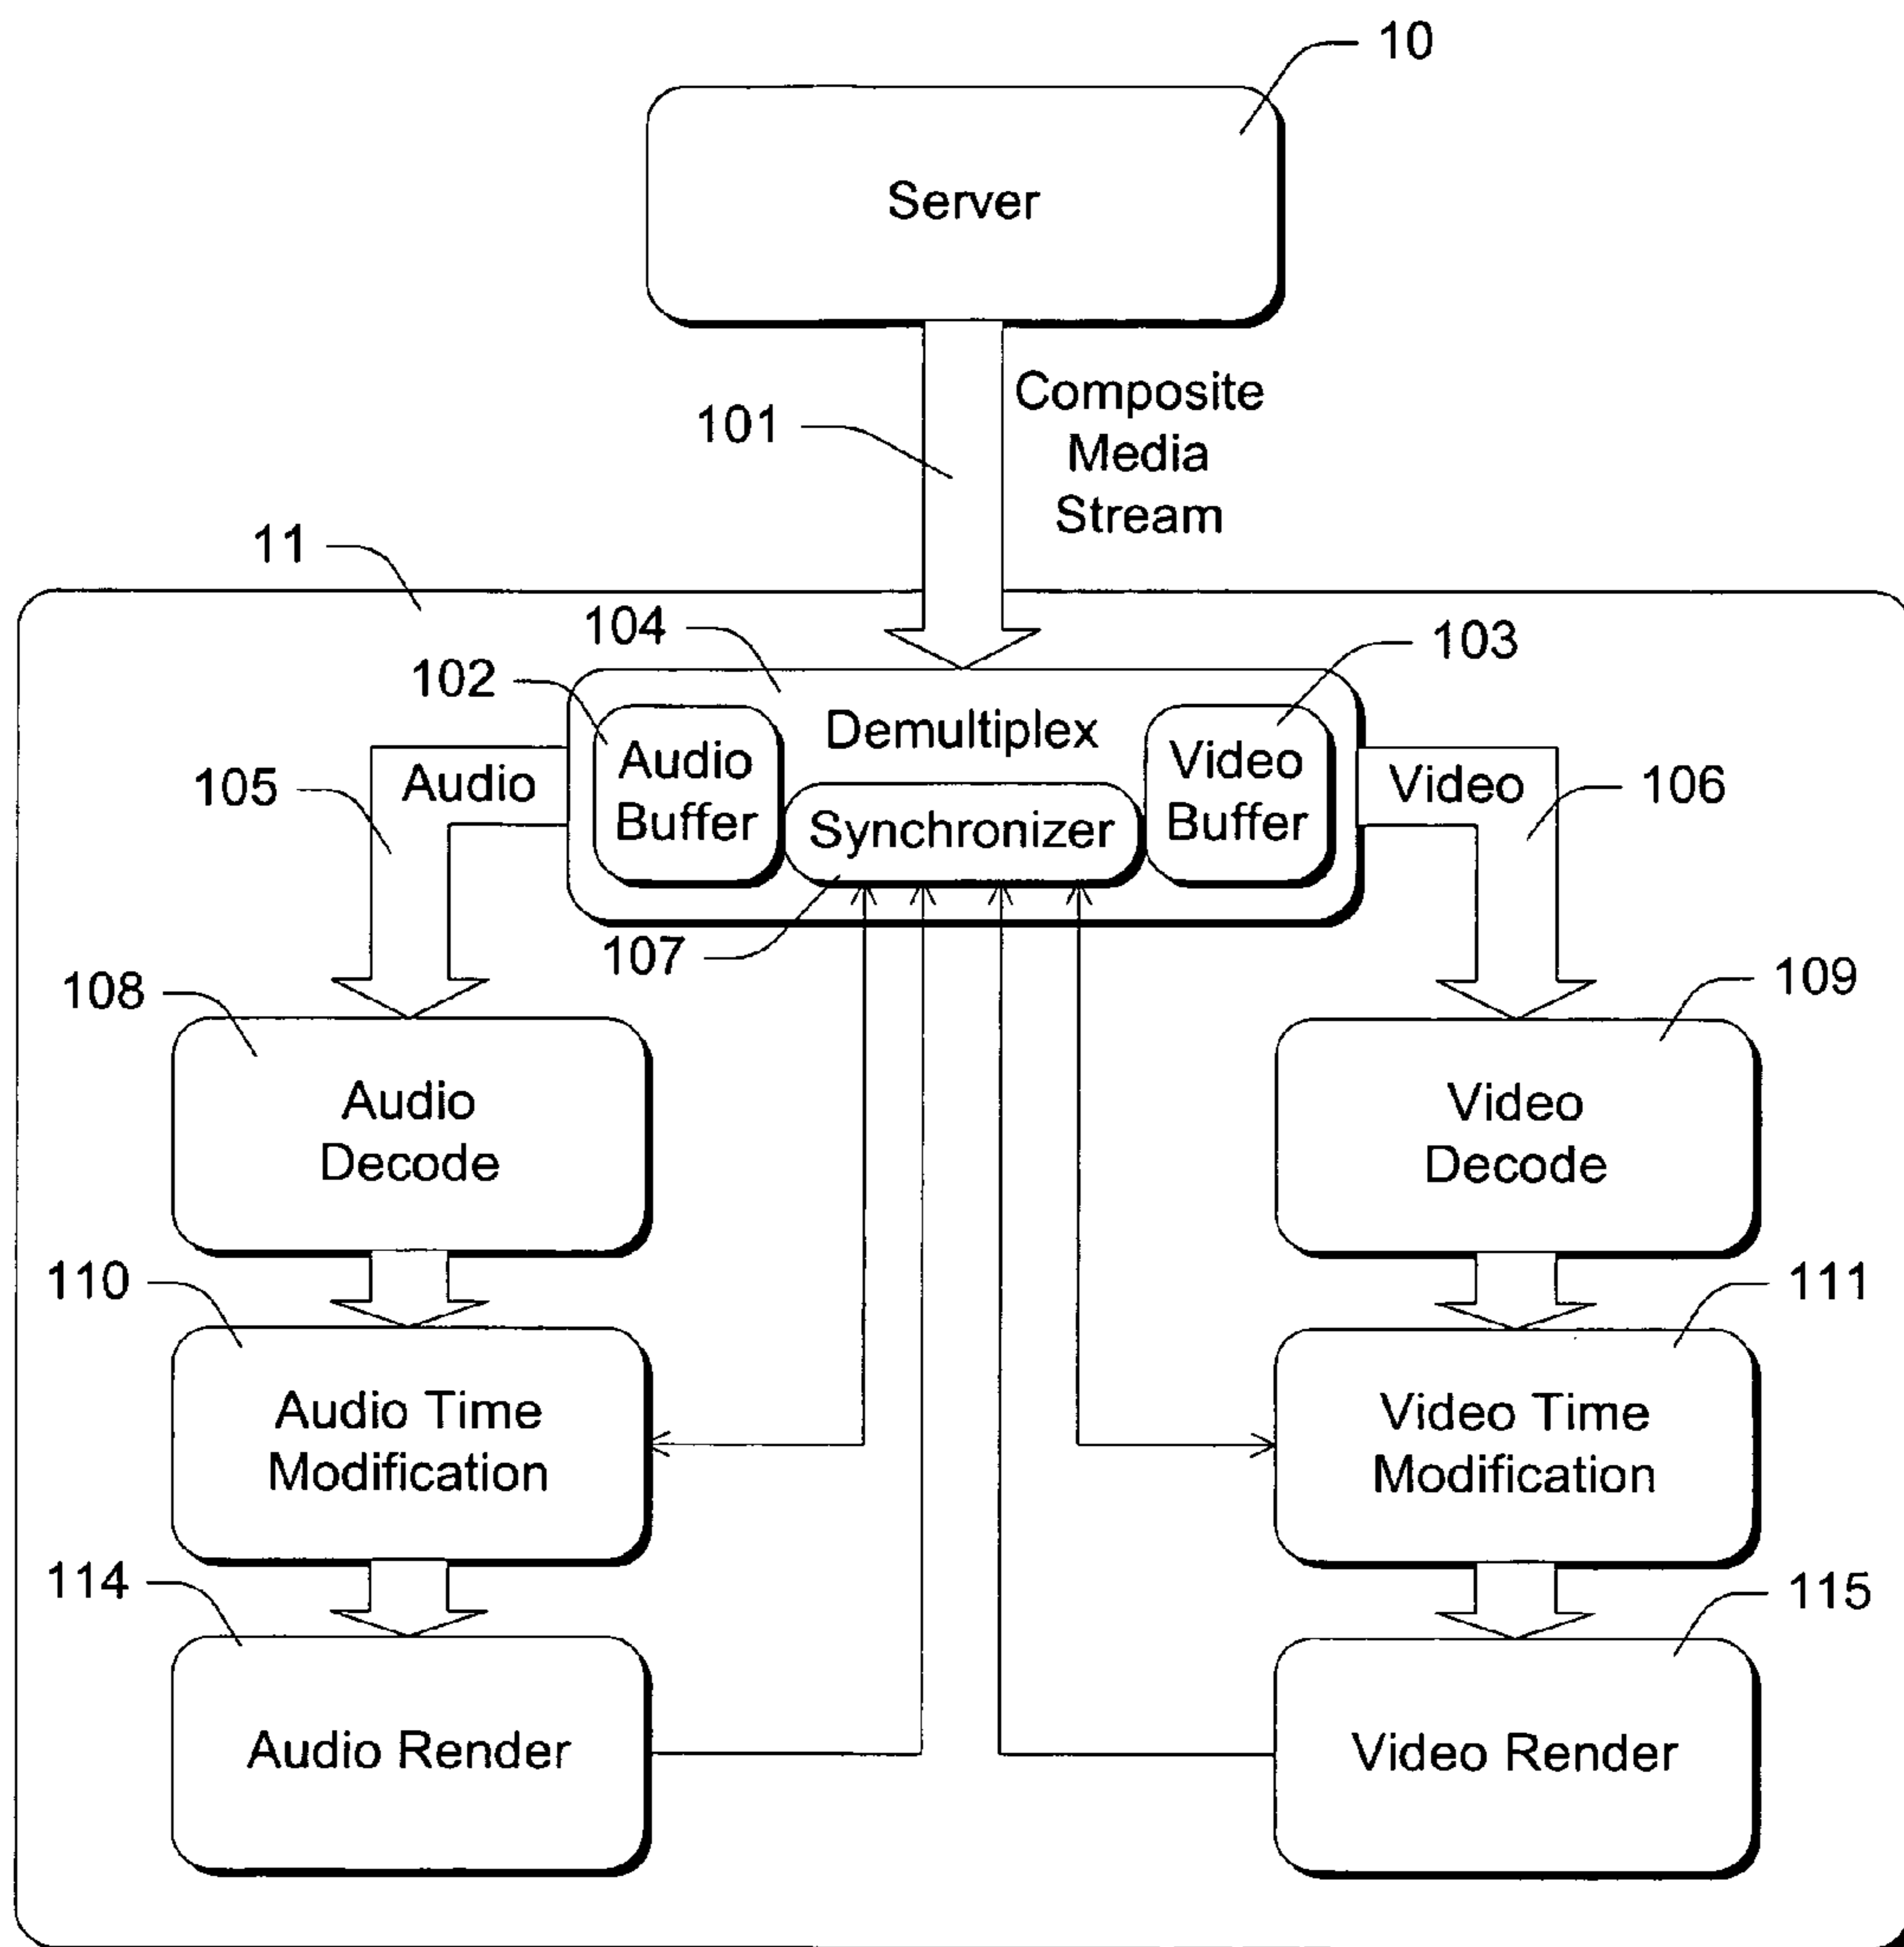 10
Server
101
Composite
Media
Stream
11
104
103
102
Demultiplex
Audio
Buffer
Video
Buffer
105
Audio
Synchronizer
Video
106
107
108
109
Audio
Decode
Video
Decode
110
111
Audio Time
Modification
Video Time
Modification
114
115
Audio Render
Video Render